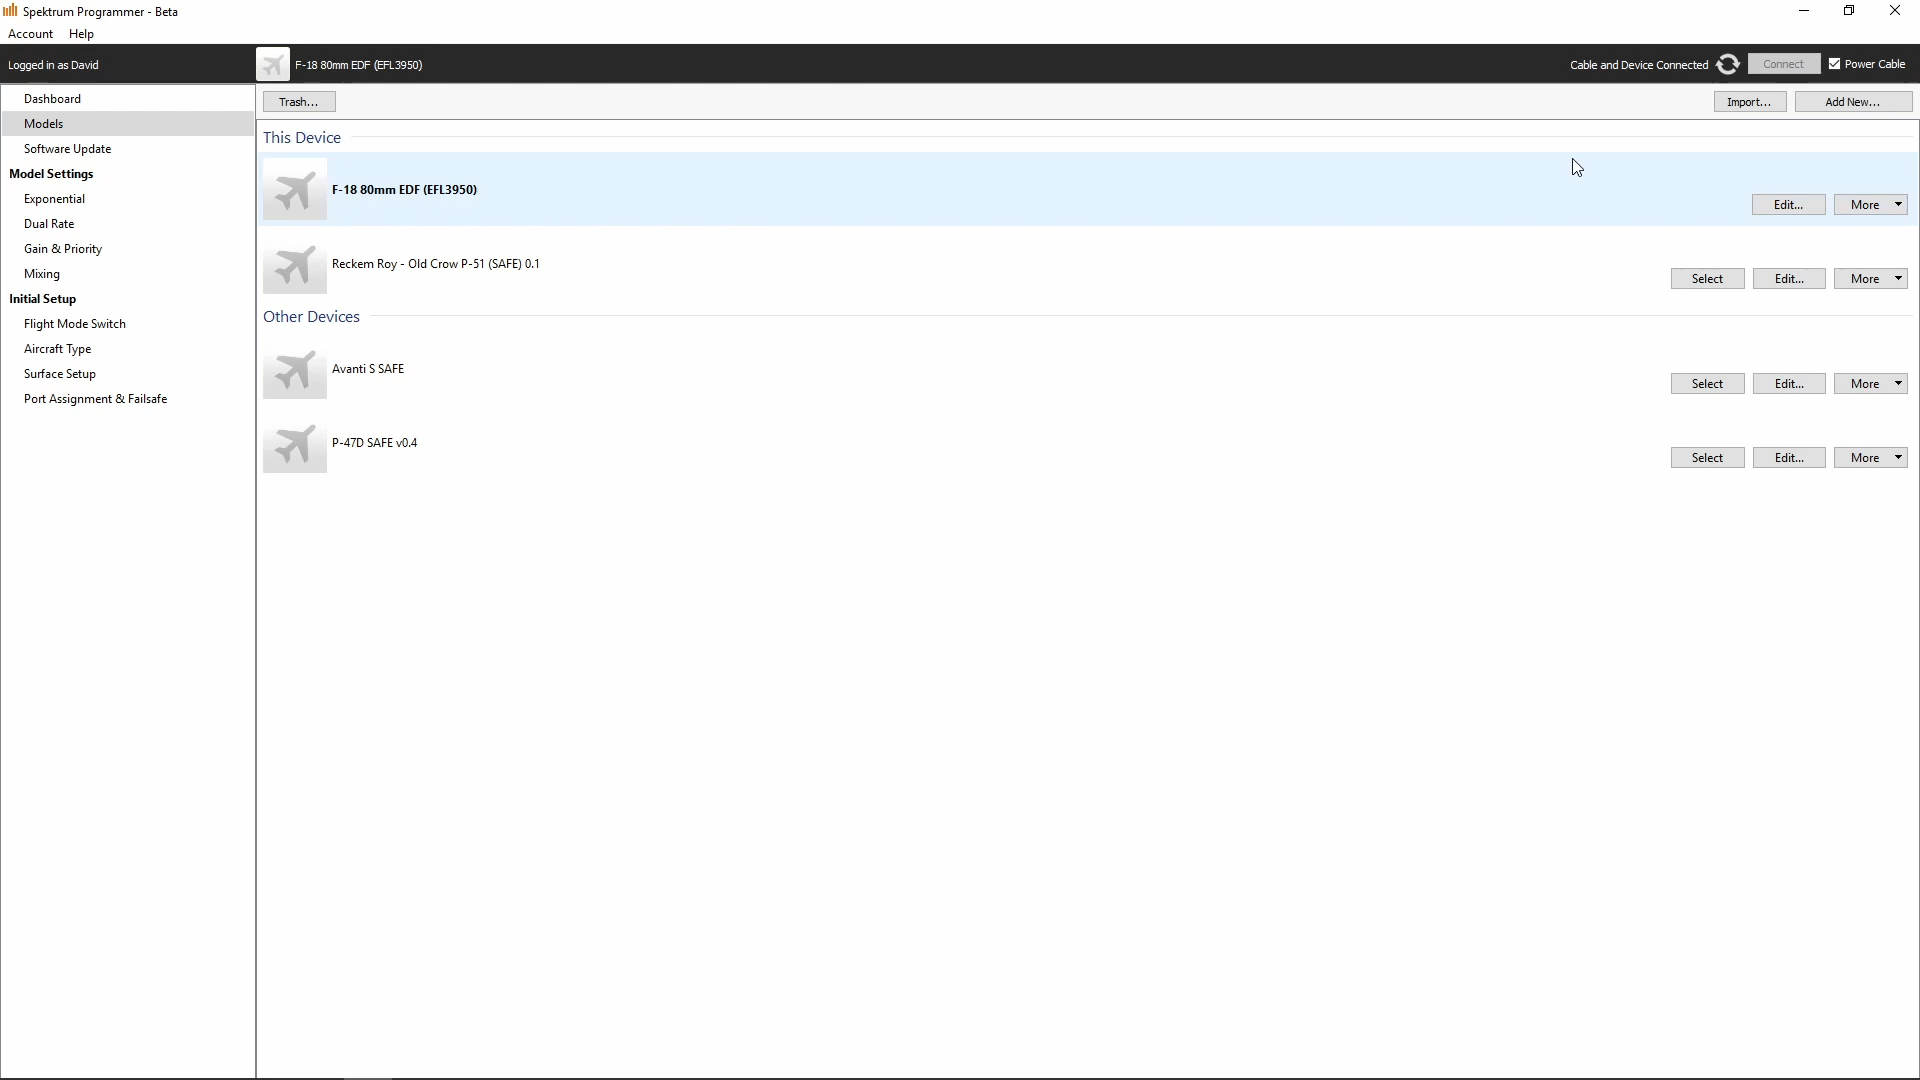 Spektrum Programmer - Beta
Account Help
Logged in as David
F-18 80mm EDF (EFL3950)
Cable and Device Connected
Connect
Power Cable
Dashboard
Models
Software Update
Model Settings
Exponential
Dual Rate
Gain & Priority
Mixing
Initial Setup
Flight Mode Switch
Aircraft Type
Surface Setup
Port Assignment & Failsafe
Trash...
Import...
Add New...
This Device
F-18 80mm EDF (EFL3950)
Edit...
More
Reckem Roy - Old Crow P-51 (SAFE) 0.1
Select
Edit...
More
Other Devices
Avanti S SAFE
Select
Edit...
More
P-47D SAFE v0.4
Select
Edit...
More